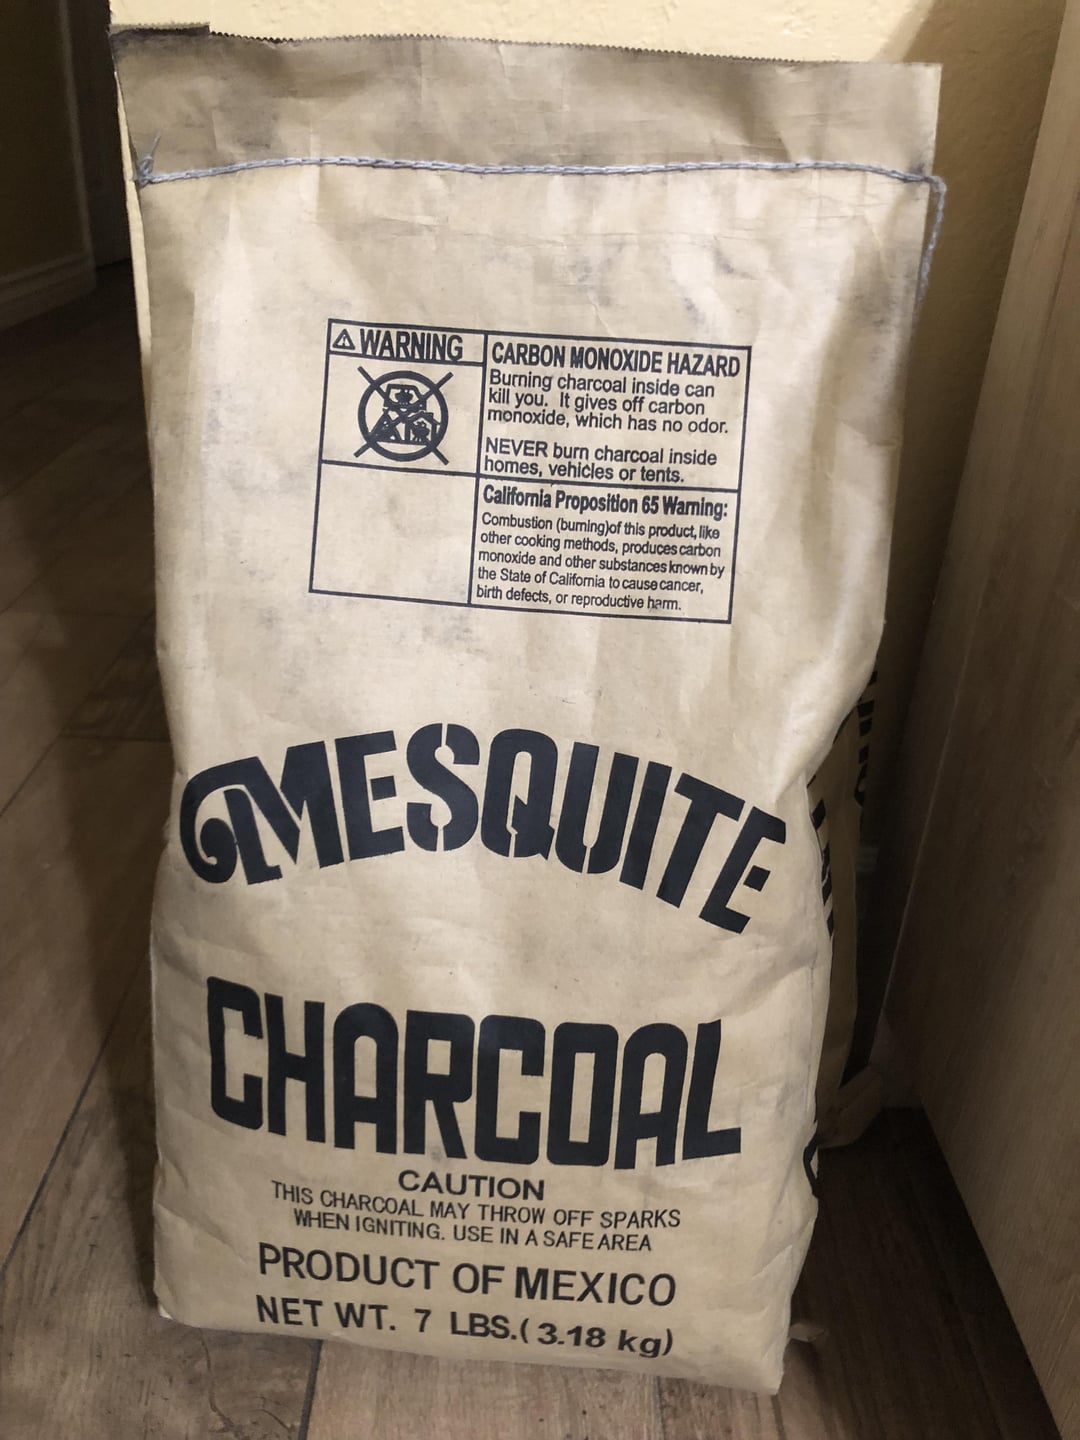 WARNING
CARBON MONOXIDE HAZARD
Burning charcoal inside can
kill you. It gives off carbon
monoxide, which has no odor.
NEVER burn charcoal inside
homes, vehicles or tents.
California Proposition 65 Warning:
Combustion (burning)of this product, like
other cooking methods, produces carbon
monoxide and other substances known by
the State of California to cause cancer,
birth defects, or reproductive harm.
MESQUITE
CHARCOAL
CAUTION
THIS CHARCOAL MAY THROW OFF SPARKS
WHEN IGNITING. USE IN A SAFE AREA
PRODUCT OF MEXICO
NET WT. 7 LBS.(3.18 kg)